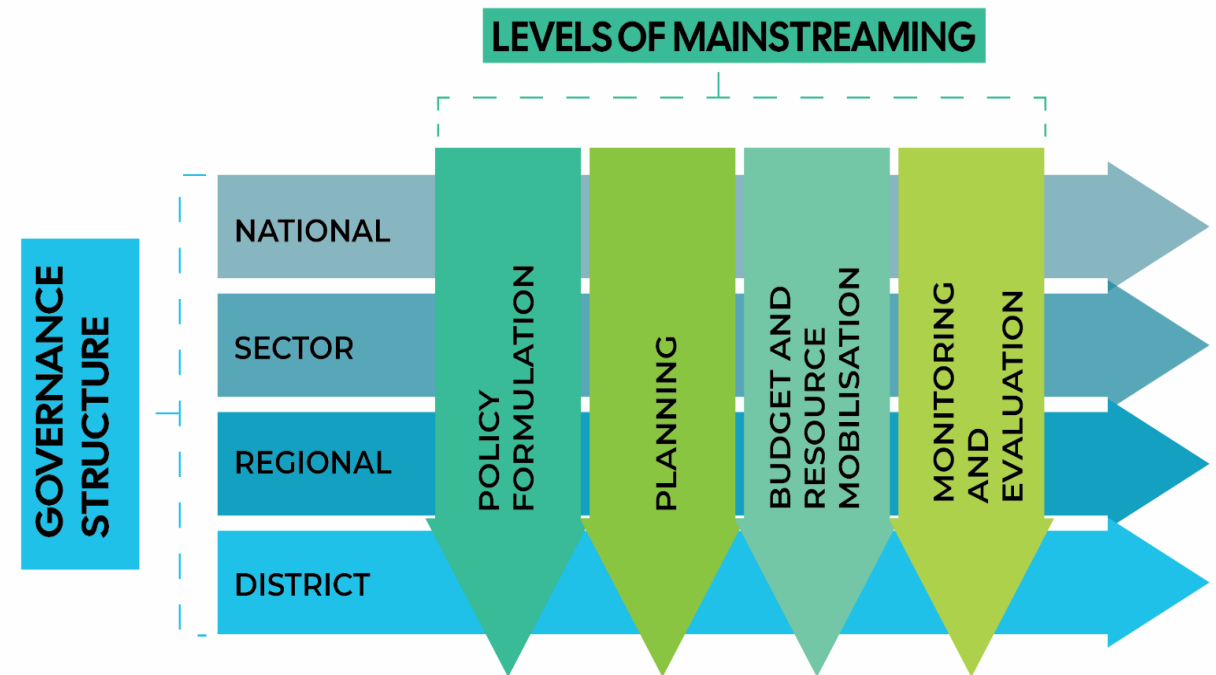 LEVELS OF MAINSTREAMING
GOVERNANCE
STRUCTURE
NATIONAL
SECTOR
REGIONAL
DISTRICT
POLICY
FORMULATION
PLANNING
BUDGET AND
RESOURCE
MOBILISATION
MONITORING
AND
EVALUATION